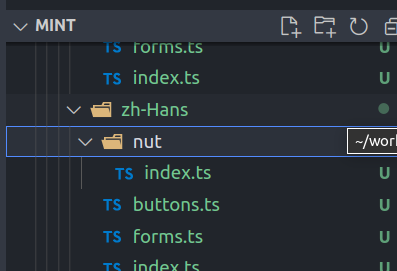 MINT
TS forms.ts U
TS index.ts U
zh-Hans
nut ~/work
TS index.ts U
TS buttons.ts U
TS forms.ts U
TS index.ts U